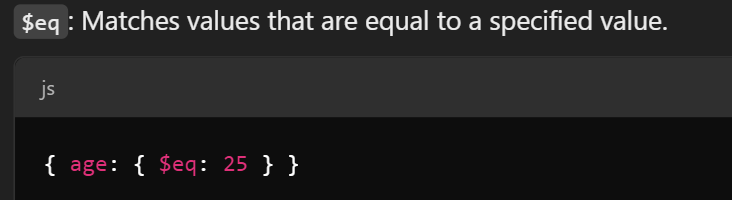 $eq: Matches values that are equal to a specified value.
js
{ age: { $eq: 25 } }